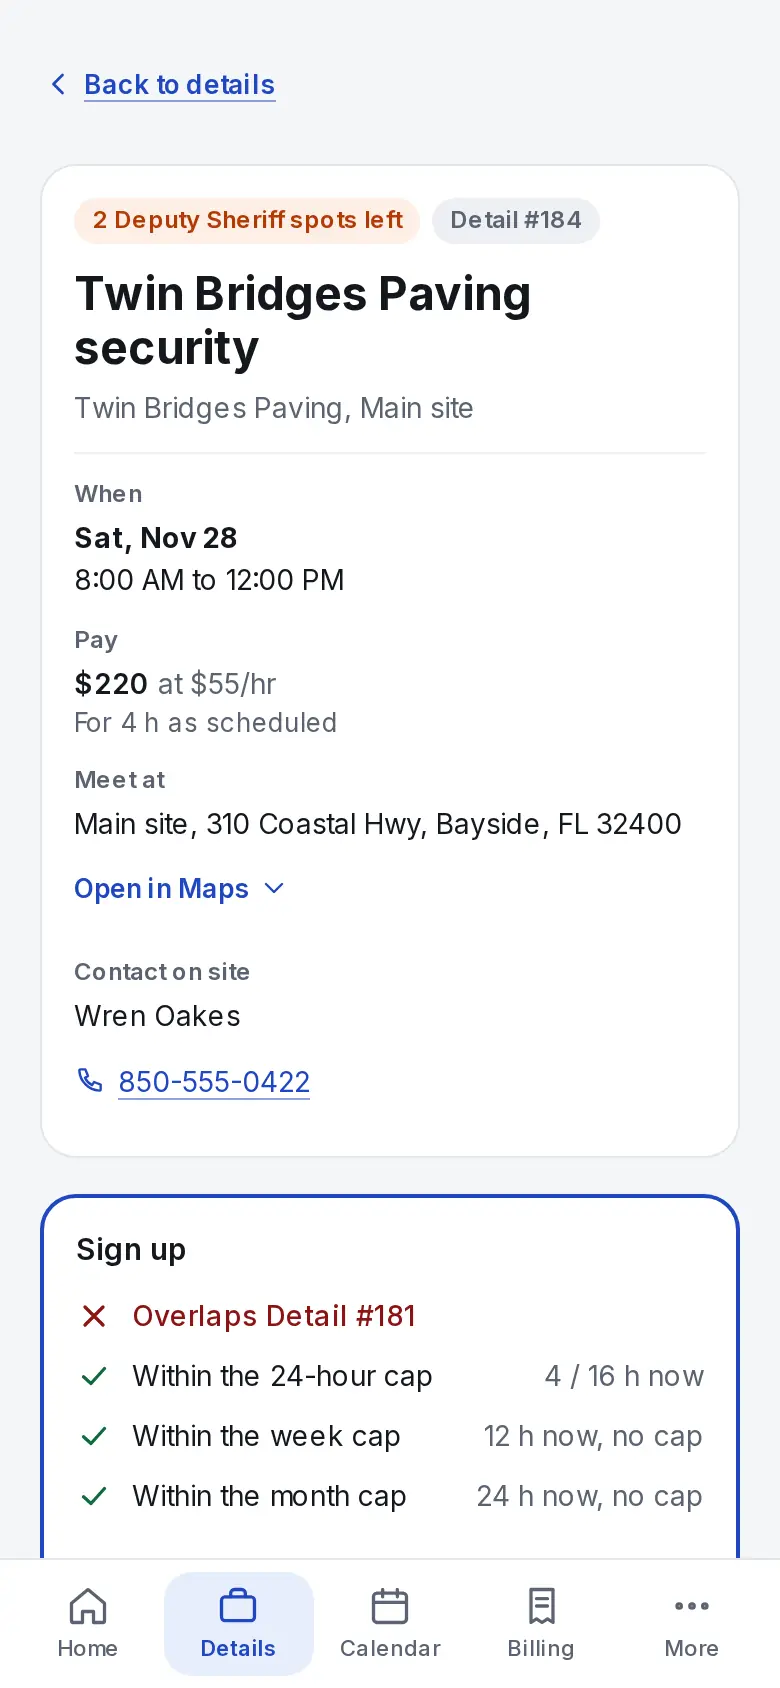 Back to details
2 Deputy Sheriff spots left
Detail #184
Twin Bridges Paving
security
Twin Bridges Paving, Main site
When
Sat, Nov 28
8:00 AM to 12:00 PM
Pay
$220 at $55/hr
For 4 h as scheduled
Meet at
Main site, 310 Coastal Hwy, Bayside, FL 32400
Open in Maps
Contact on site
Wren Oakes
850-555-0422
Sign up
Overlaps Detail #181
Within the 24-hour cap 4 / 16 h now
Within the week cap 12 h now, no cap
Within the month cap 24 h now, no cap
Home Details Calendar Billing More